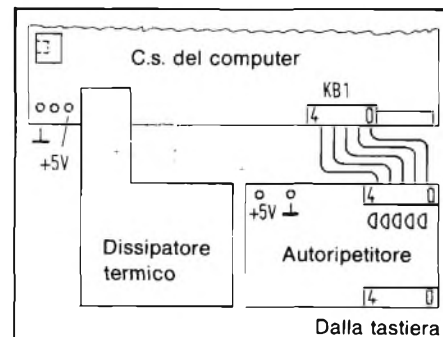 C.s. del computer
KB1
4 0
+5V
4 0
+5V
Dissipatore
termico
Autoripetitore
4 0
Dalla tastiera